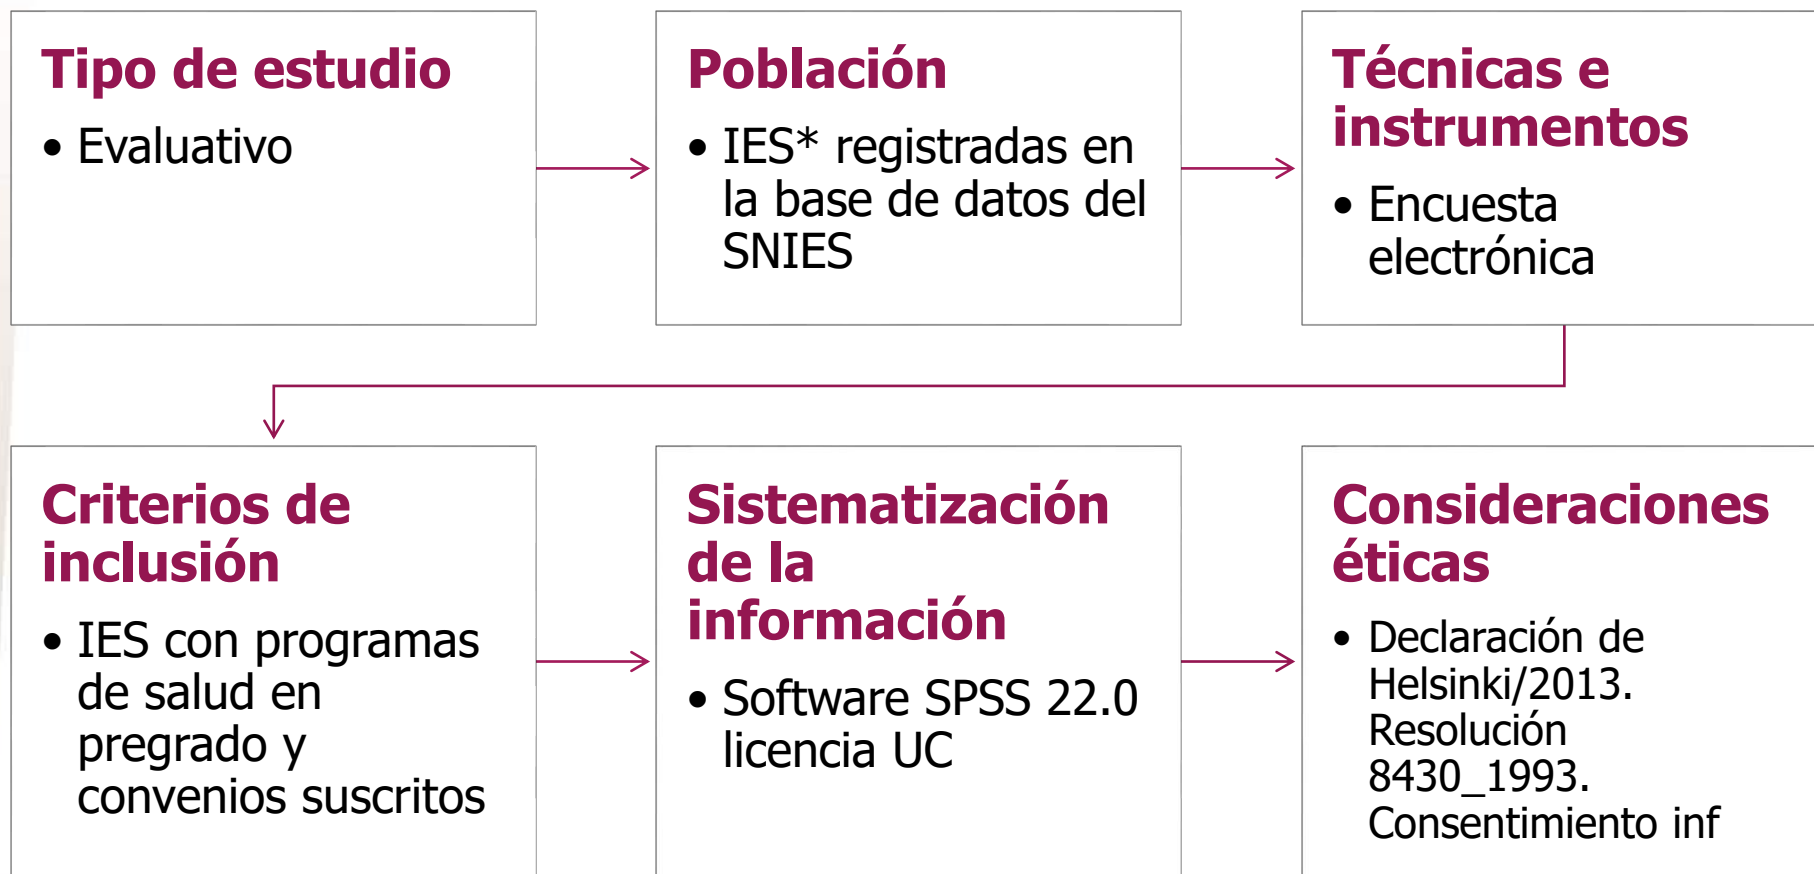 Tipo de estudio
• Evaluativo
Población
• IES* registradas en
la base de datos del
SNIES
Técnicas e
instrumentos
• Encuesta
electrónica
Criterios de
inclusión
• IES con programas
de salud en
pregrado y
convenios suscritos
Sistematización
de la
información
• Software SPSS 22.0
licencia UC
Consideraciones
éticas
• Declaración de
Helsinki/2013.
Resolución
8430_1993.
Consentimiento inf